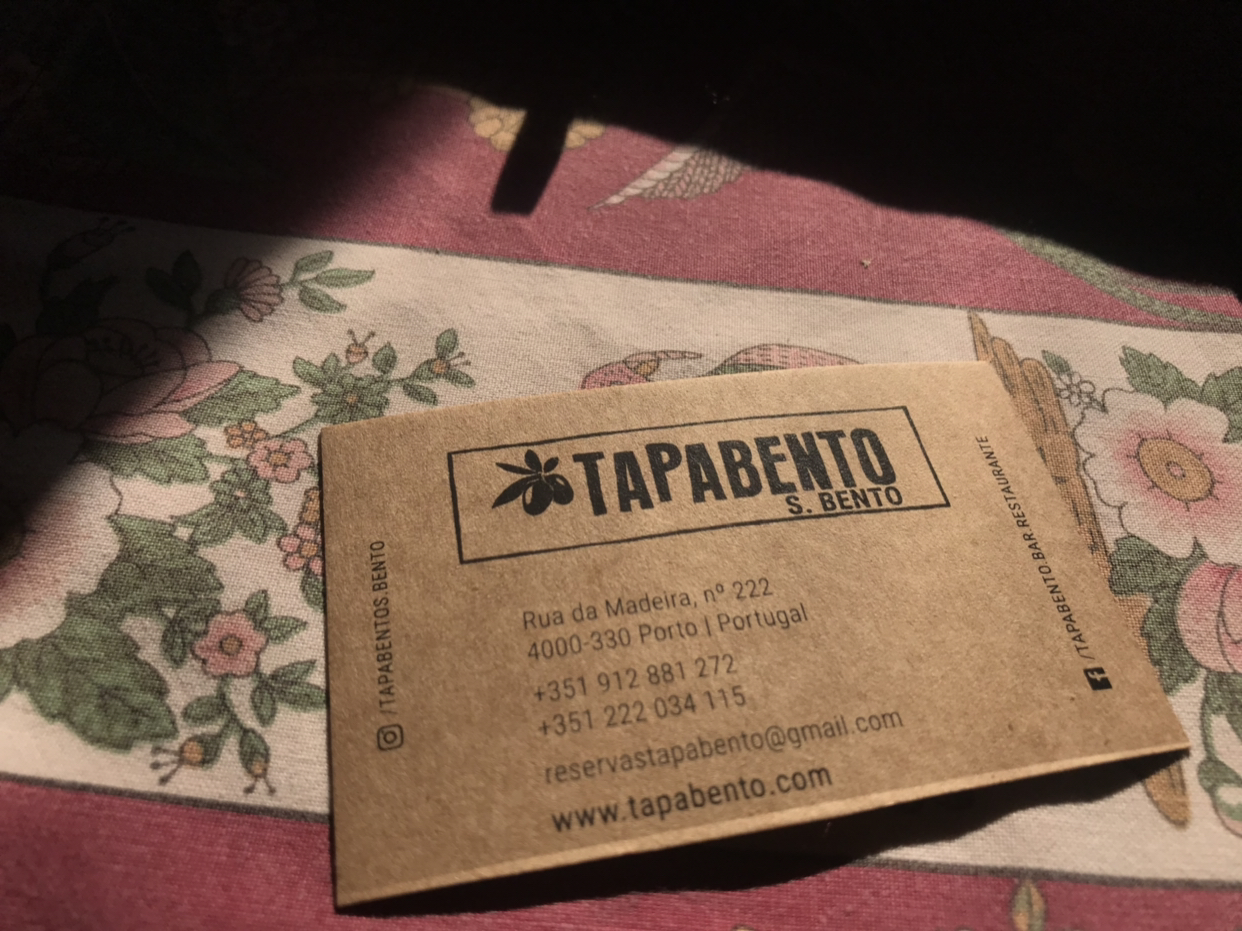 TAPABENTO
S. BENTO
Rua da Madeira, nº 222
4000-330 Porto | Portugal
+351 912 881 272
+351 222 034 115
reservastapabento@gmail.com
www.tapabento.com
/TAPABENTOS.BENTO
/TAPABENTO.BAR.RESTAURANTE